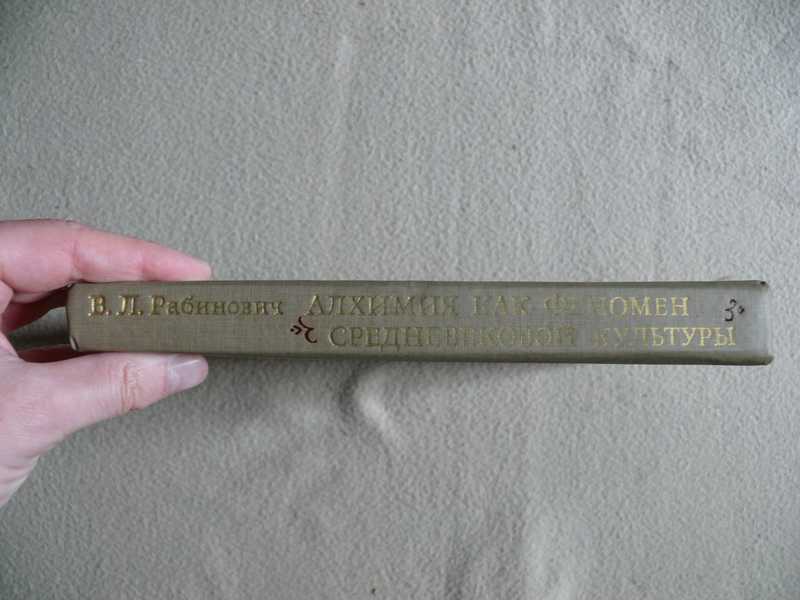 В. Л. Рабинович
АЛХИМИЯ КАК ФЕНОМЕН
СРЕДНЕВЕКОВОЙ КУЛЬТУРЫ